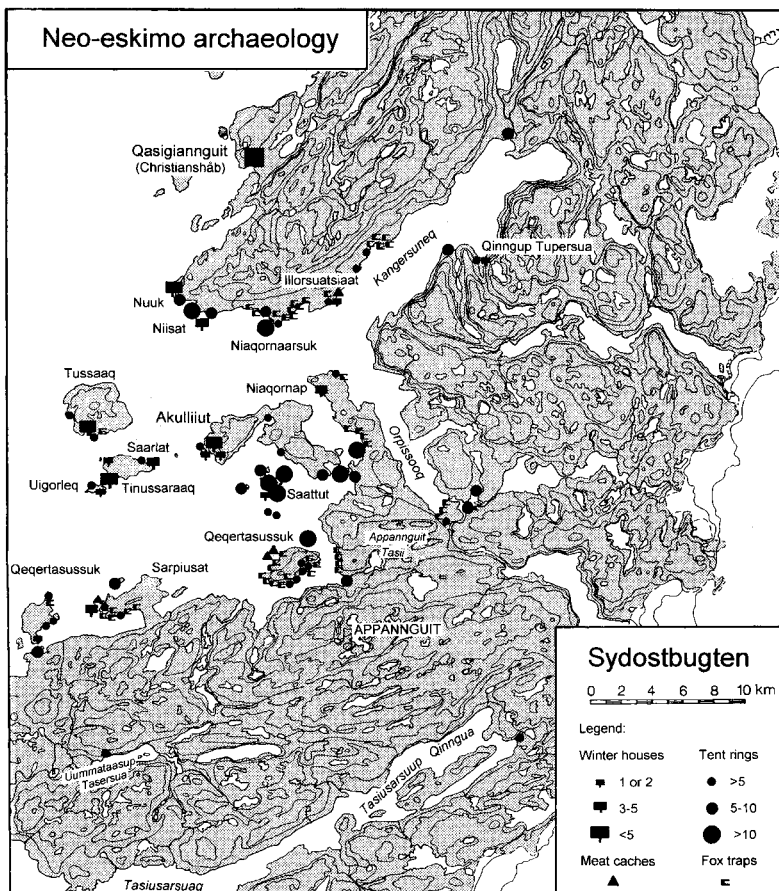 Neo-eskimo archaeology
Qasigiannguit
(Christianshåb)
Kangersuneq
Qinngup Tupersua
Illorsuatsiaat
Nuuk
Niisat
Niaqornaarsuk
Tussaaq
Niaqornap
Akulliiut
Orpissooq
Saarlat
Uigorleq
Tinussaraaq
Saattut
Qeqertasussuk
Appannguit
Tasii
Qeqertasussuk
Sarpiusat
APPANNGUIT
Uummataasup
Tasersua
Tasiusarsuup Qinngua
Tasiusarsuaq
Sydostbugten
0 2 4 6 8 10 km
Legend:
Winter houses
Tent rings
1 or 2
>5
3-5
5-10
<5
>10
Meat caches
Fox traps